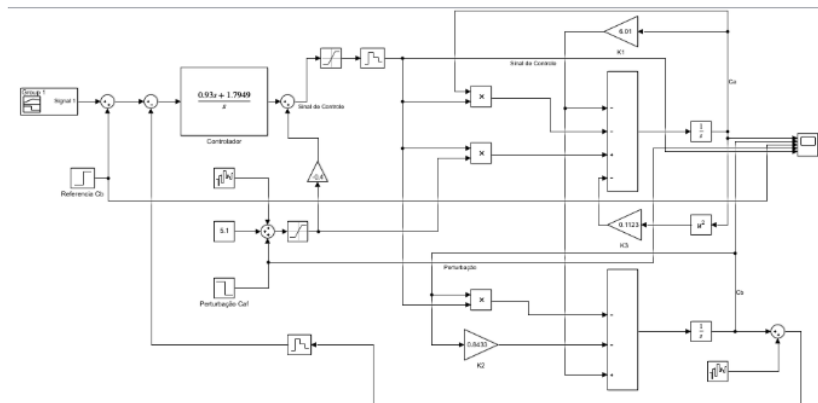 Group 1
Signal 1
0.93s + 1.7949
s
Controlador
Sinal de Controle
Referencia Cb
-0.4
5.1
Perturbação Caf
6.01
K1
Sinal de Controle
Ca
×
×
1
s
0.1123
K3
u²
Perturbação
Cb
×
0.8433
K2
1
s